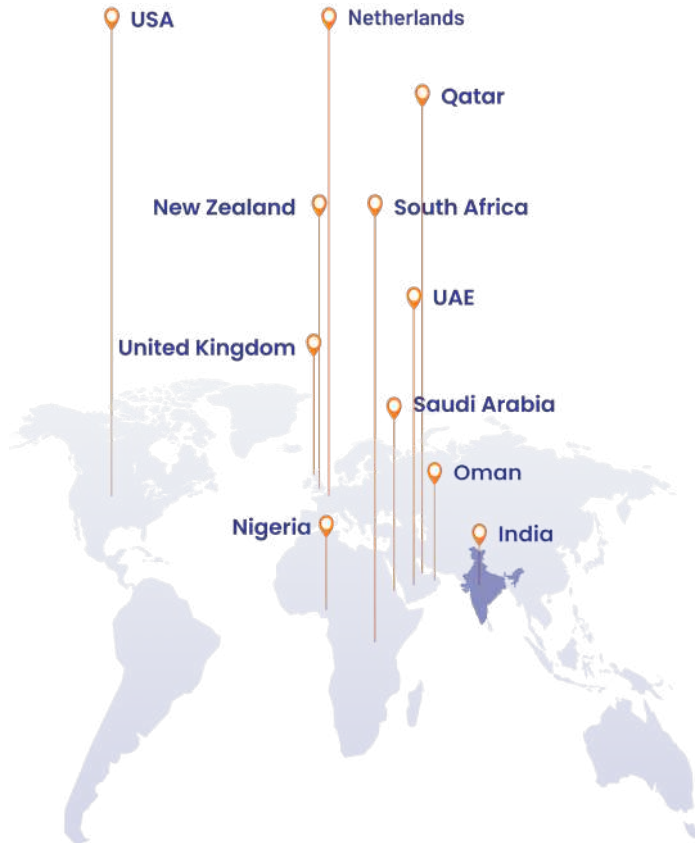 USA
Netherlands
Qatar
New Zealand
South Africa
UAE
United Kingdom
Saudi Arabia
Oman
Nigeria
India